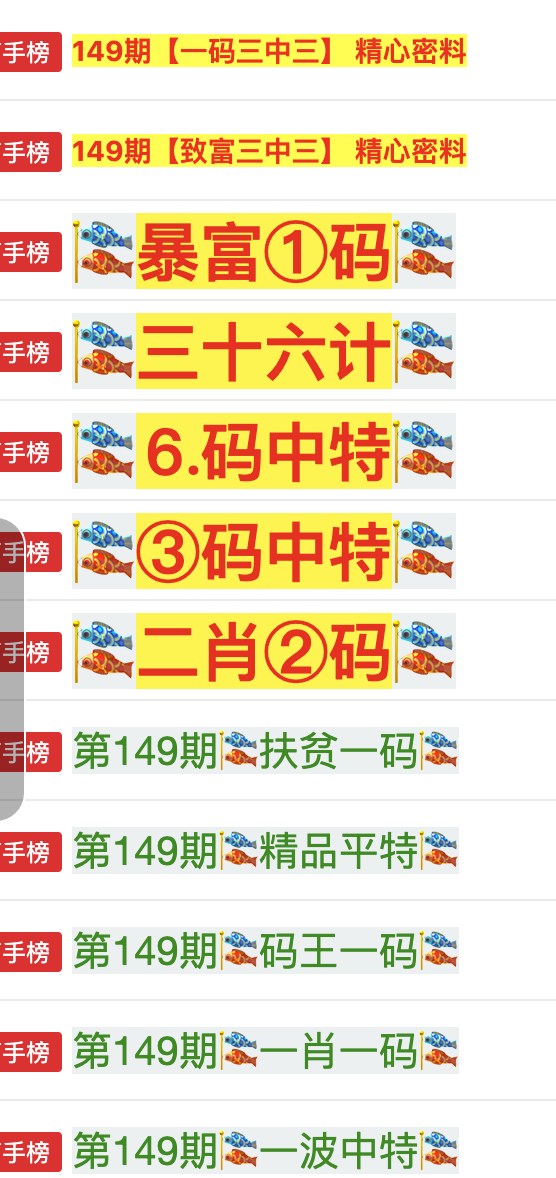 手榜 149期【一码三中三】 精心密料
手榜 149期【致富三中三】 精心密料
手榜 🎏暴富①码🎏
手榜 🎏三十六计🎏
手榜 🎏6.码中特🎏
手榜 🎏③码中特🎏
手榜 🎏二肖②码🎏
手榜 第149期🎏扶贫一码🎏
手榜 第149期🎏精品平特🎏
手榜 第149期🎏码王一码🎏
手榜 第149期🎏一肖一码🎏
手榜 第149期🎏一波中特🎏